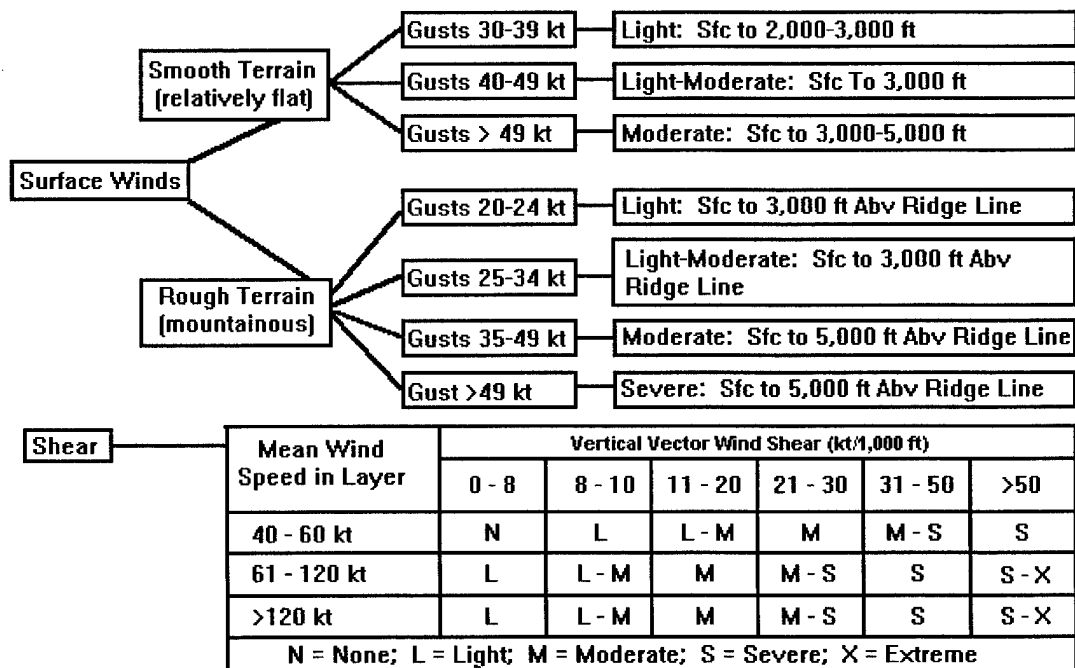 Gusts 30-39 kt Light: Sfc to 2,000-3,000 ft
Smooth Terrain
(relatively flat)
Gusts 40-49 kt Light-Moderate: Sfc To 3,000 ft
Gusts > 49 kt Moderate: Sfc to 3,000-5,000 ft
Surface Winds
Gusts 20-24 kt Light: Sfc to 3,000 ft Abv Ridge Line
Rough Terrain
(mountainous)
Gusts 25-34 kt Light-Moderate: Sfc to 3,000 ft Abv
Ridge Line
Gusts 35-49 kt Moderate: Sfc to 5,000 ft Abv Ridge Line
Gust >49 kt Severe: Sfc to 5,000 ft Abv Ridge Line
Shear
Mean Wind
Speed in Layer
Vertical Vector Wind Shear (kt/1,000 ft)
0 - 8 8 - 10 11 - 20 21 - 30 31 - 50 >50
40 - 60 kt N L L - M M M - S S
61 - 120 kt L L - M M M - S S S - X
>120 kt L L - M M M - S S S - X
N = None; L = Light; M = Moderate; S = Severe; X = Extreme